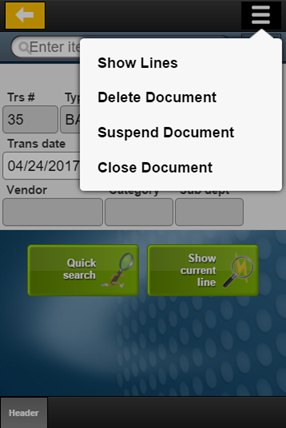 Enter ite
Show Lines
Delete Document
Suspend Document
Close Document
Trs #
35
BA
Trans date
04/24/2017
Vendor
Category
Sub dept
Quick
search
Show
current
line
Header